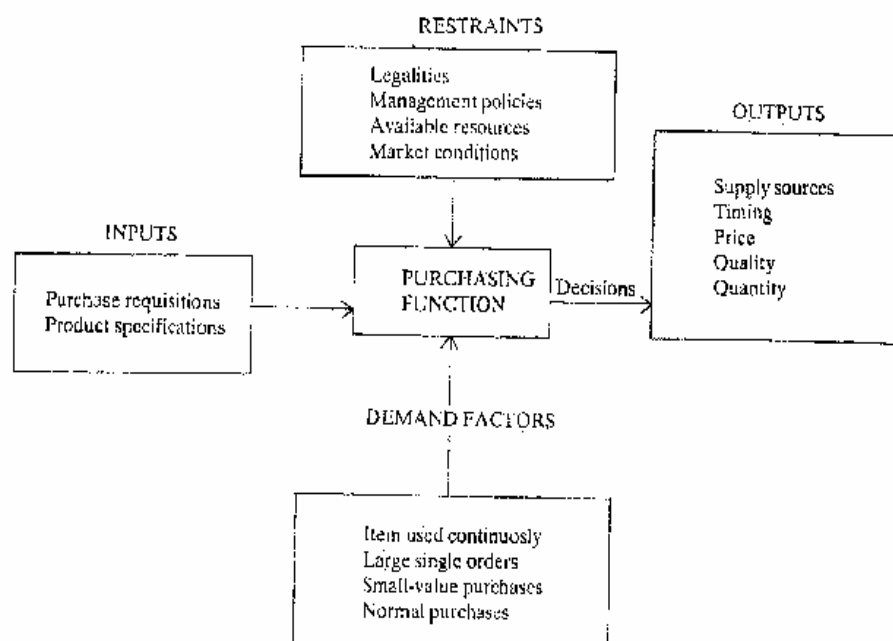 RESTRAINTS
Legalities
Management policies
Available resources
Market conditions
OUTPUTS
Supply sources
Timing
Price
Quality
Quantity
INPUTS
Purchase requisitions
Product specifications
PURCHASING
FUNCTION
Decisions
DEMAND FACTORS
Item used continuosly
Large single orders
Small-value purchases
Normal purchases